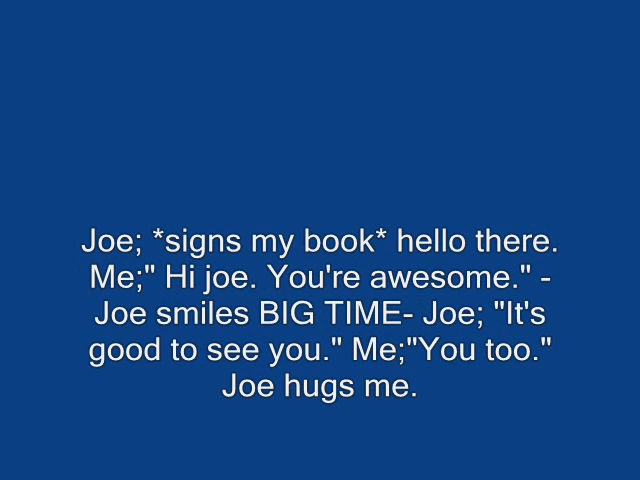 Joe; *signs my book* hello there.
Me;" Hi joe. You're awesome." -
Joe smiles BIG TIME- Joe; "It's
good to see you." Me;"You too."
Joe hugs me.